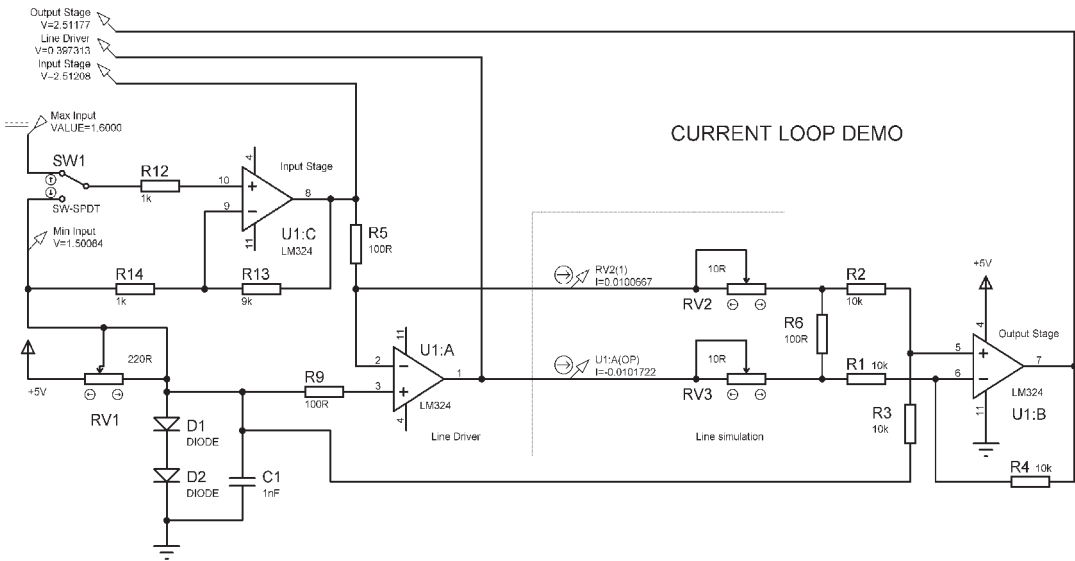 Output Stage
V=2.51177
Line Driver
V=0.397313
Input Stage
V=2.51208
Max Input
VALUE=1.6000
SW1
SW-SPDT
Min Input
V=1.50084
R12
1k
4
10
9
8
11
Input Stage
U1:C
LM324
R14
1k
R13
9k
R5
100R
CURRENT LOOP DEMO
RV2(1)
I=0.0100667
10R
RV2
R2
10k
R6
100R
+5V
4
Output Stage
5
6
7
11
LM324
U1:B
220R
+5V
RV1
R9
100R
11
U1:A
2
3
1
4
LM324
Line Driver
U1:A(OP)
I=-0.0101722
10R
RV3
R1 10k
Line simulation
R3
10k
R4 10k
D1
DIODE
D2
DIODE
C1
1nF